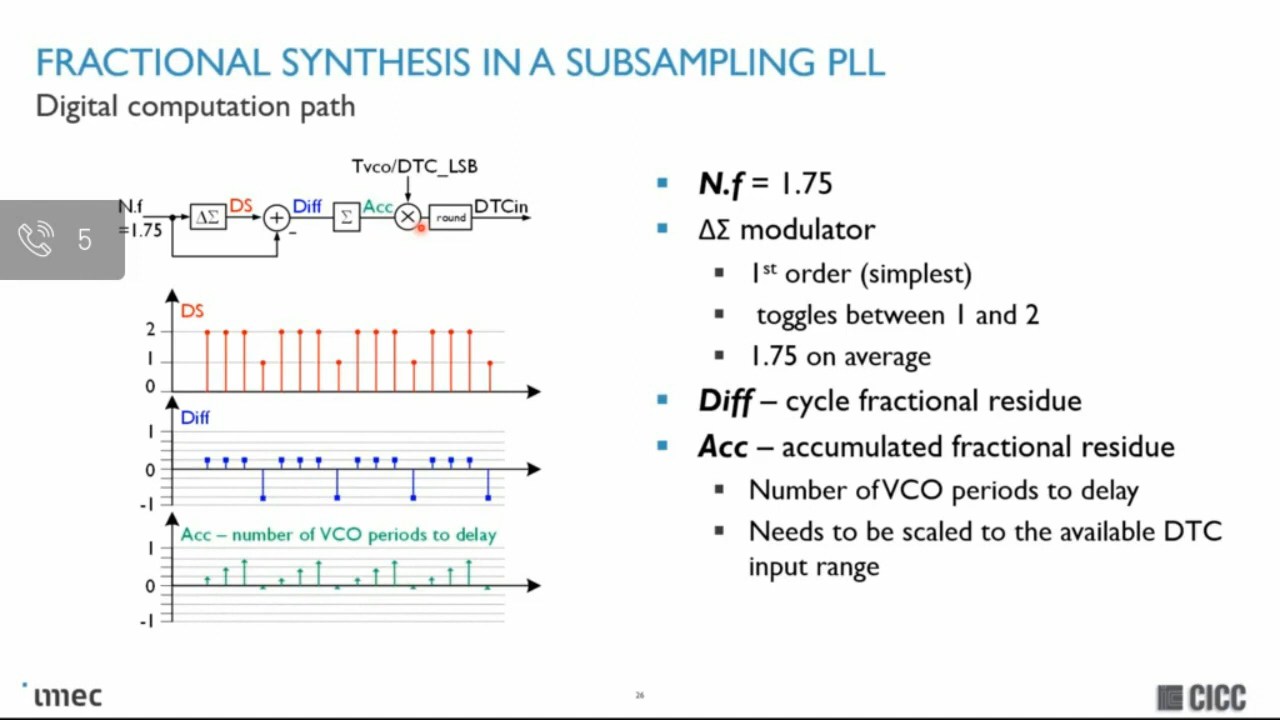 FRACTIONAL SYNTHESIS IN A SUBSAMPLING PLL
Digital computation path
Tvco/DTC_LSB
N.f
=1.75
ΔΣ
DS
+
−
Diff
Σ
Acc
×
round
DTCin
5
DS
2
1
0
Diff
1
0
-1
Acc – number of VCO periods to delay
1
0
-1
N.f = 1.75
ΔΣ modulator
1st order (simplest)
toggles between 1 and 2
1.75 on average
Diff – cycle fractional residue
Acc – accumulated fractional residue
Number of VCO periods to delay
Needs to be scaled to the available DTC
input range
imec
26
CICC